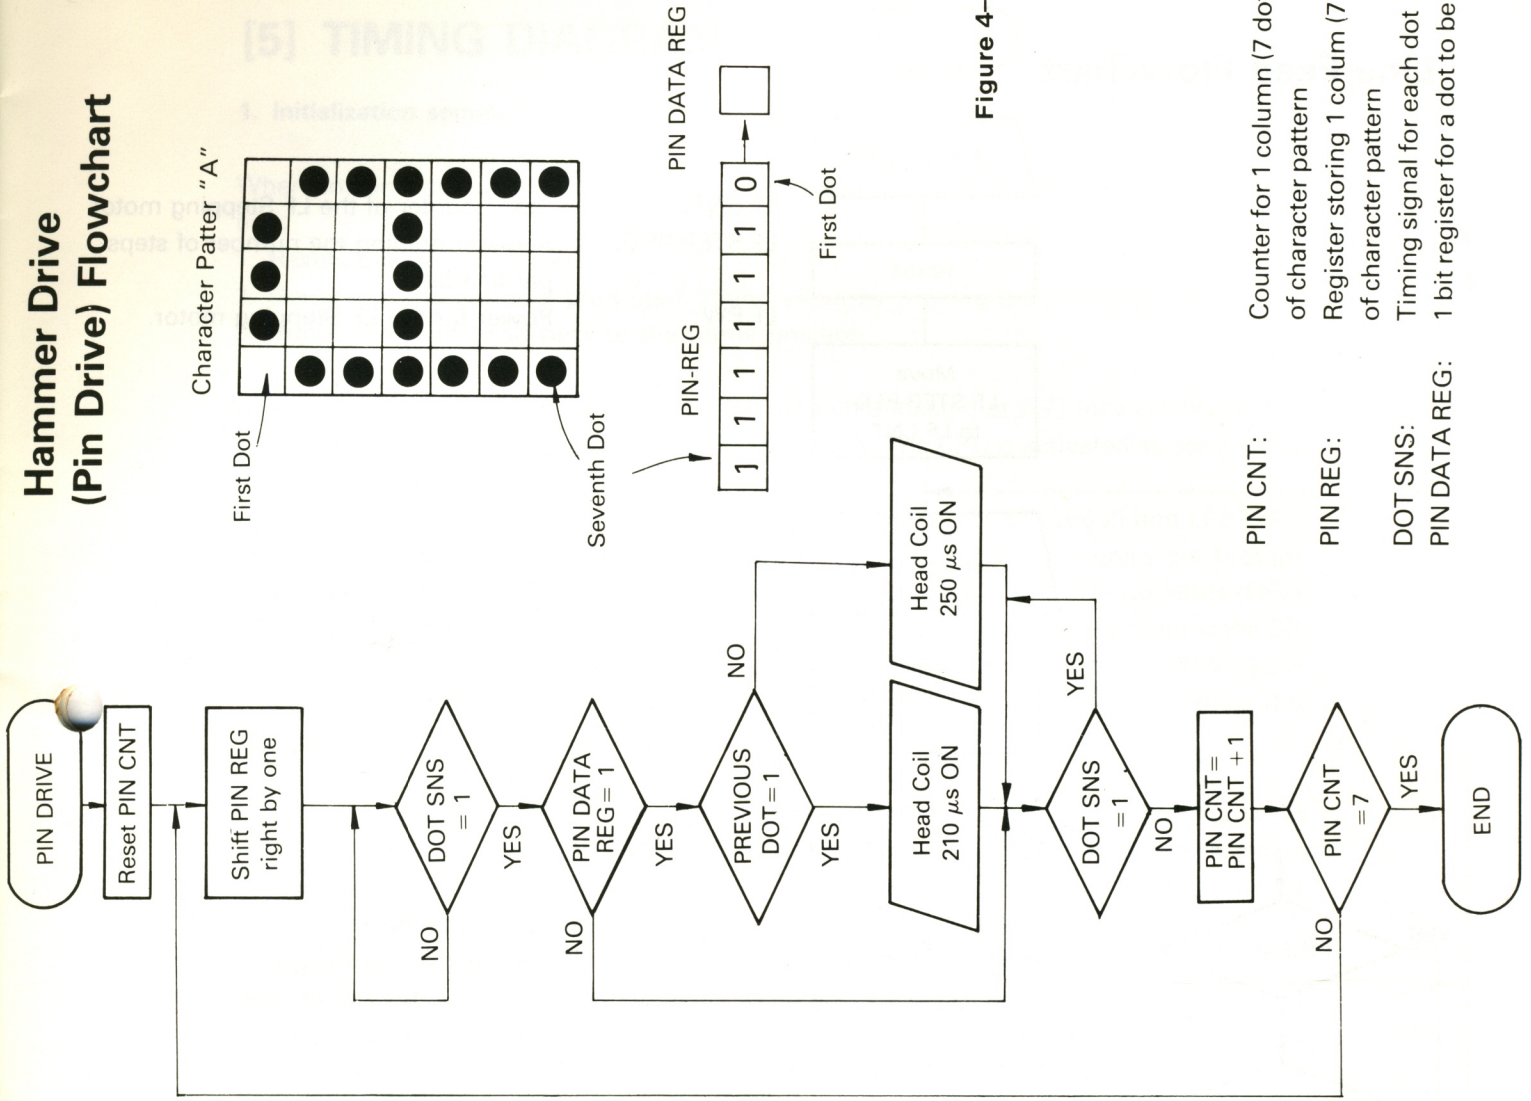 Hammer Drive
(Pin Drive) Flowchart
PIN DRIVE
Reset PIN CNT
Shift PIN REG
right by one
DOT SNS
= 1
NO
YES
PIN DATA
REG = 1
NO
YES
PREVIOUS
DOT = 1
NO
YES
Head Coil
210 μs ON
Head Coil
250 μs ON
DOT SNS
= 1
YES
NO
PIN CNT =
PIN CNT + 1
PIN CNT
= 7
NO
YES
END
Character Pattern "A"
First Dot
Seventh Dot
PIN-REG
PIN DATA REG
1 1 1 1 1 1 0
First Dot
Figure 4–
PIN CNT: Counter for 1 column (7 do
of character pattern
PIN REG: Register storing 1 colum (7
of character pattern
DOT SNS: Timing signal for each dot
PIN DATA REG: 1 bit register for a dot to be
[5] TIMING
1. Initialization